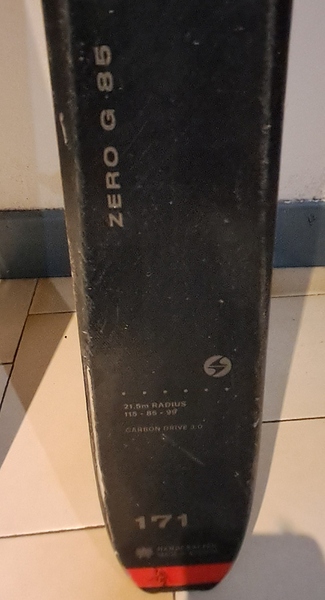 ZERO G 85
21.5m RADIUS
115 - 85 - 99
CARBON DRIVE 3.0
171